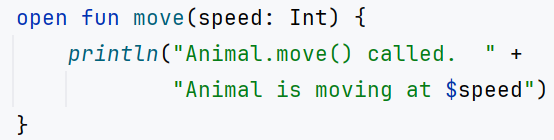 open fun move(speed: Int) {
    println("Animal.move() called.  " +
            "Animal is moving at $speed")
}